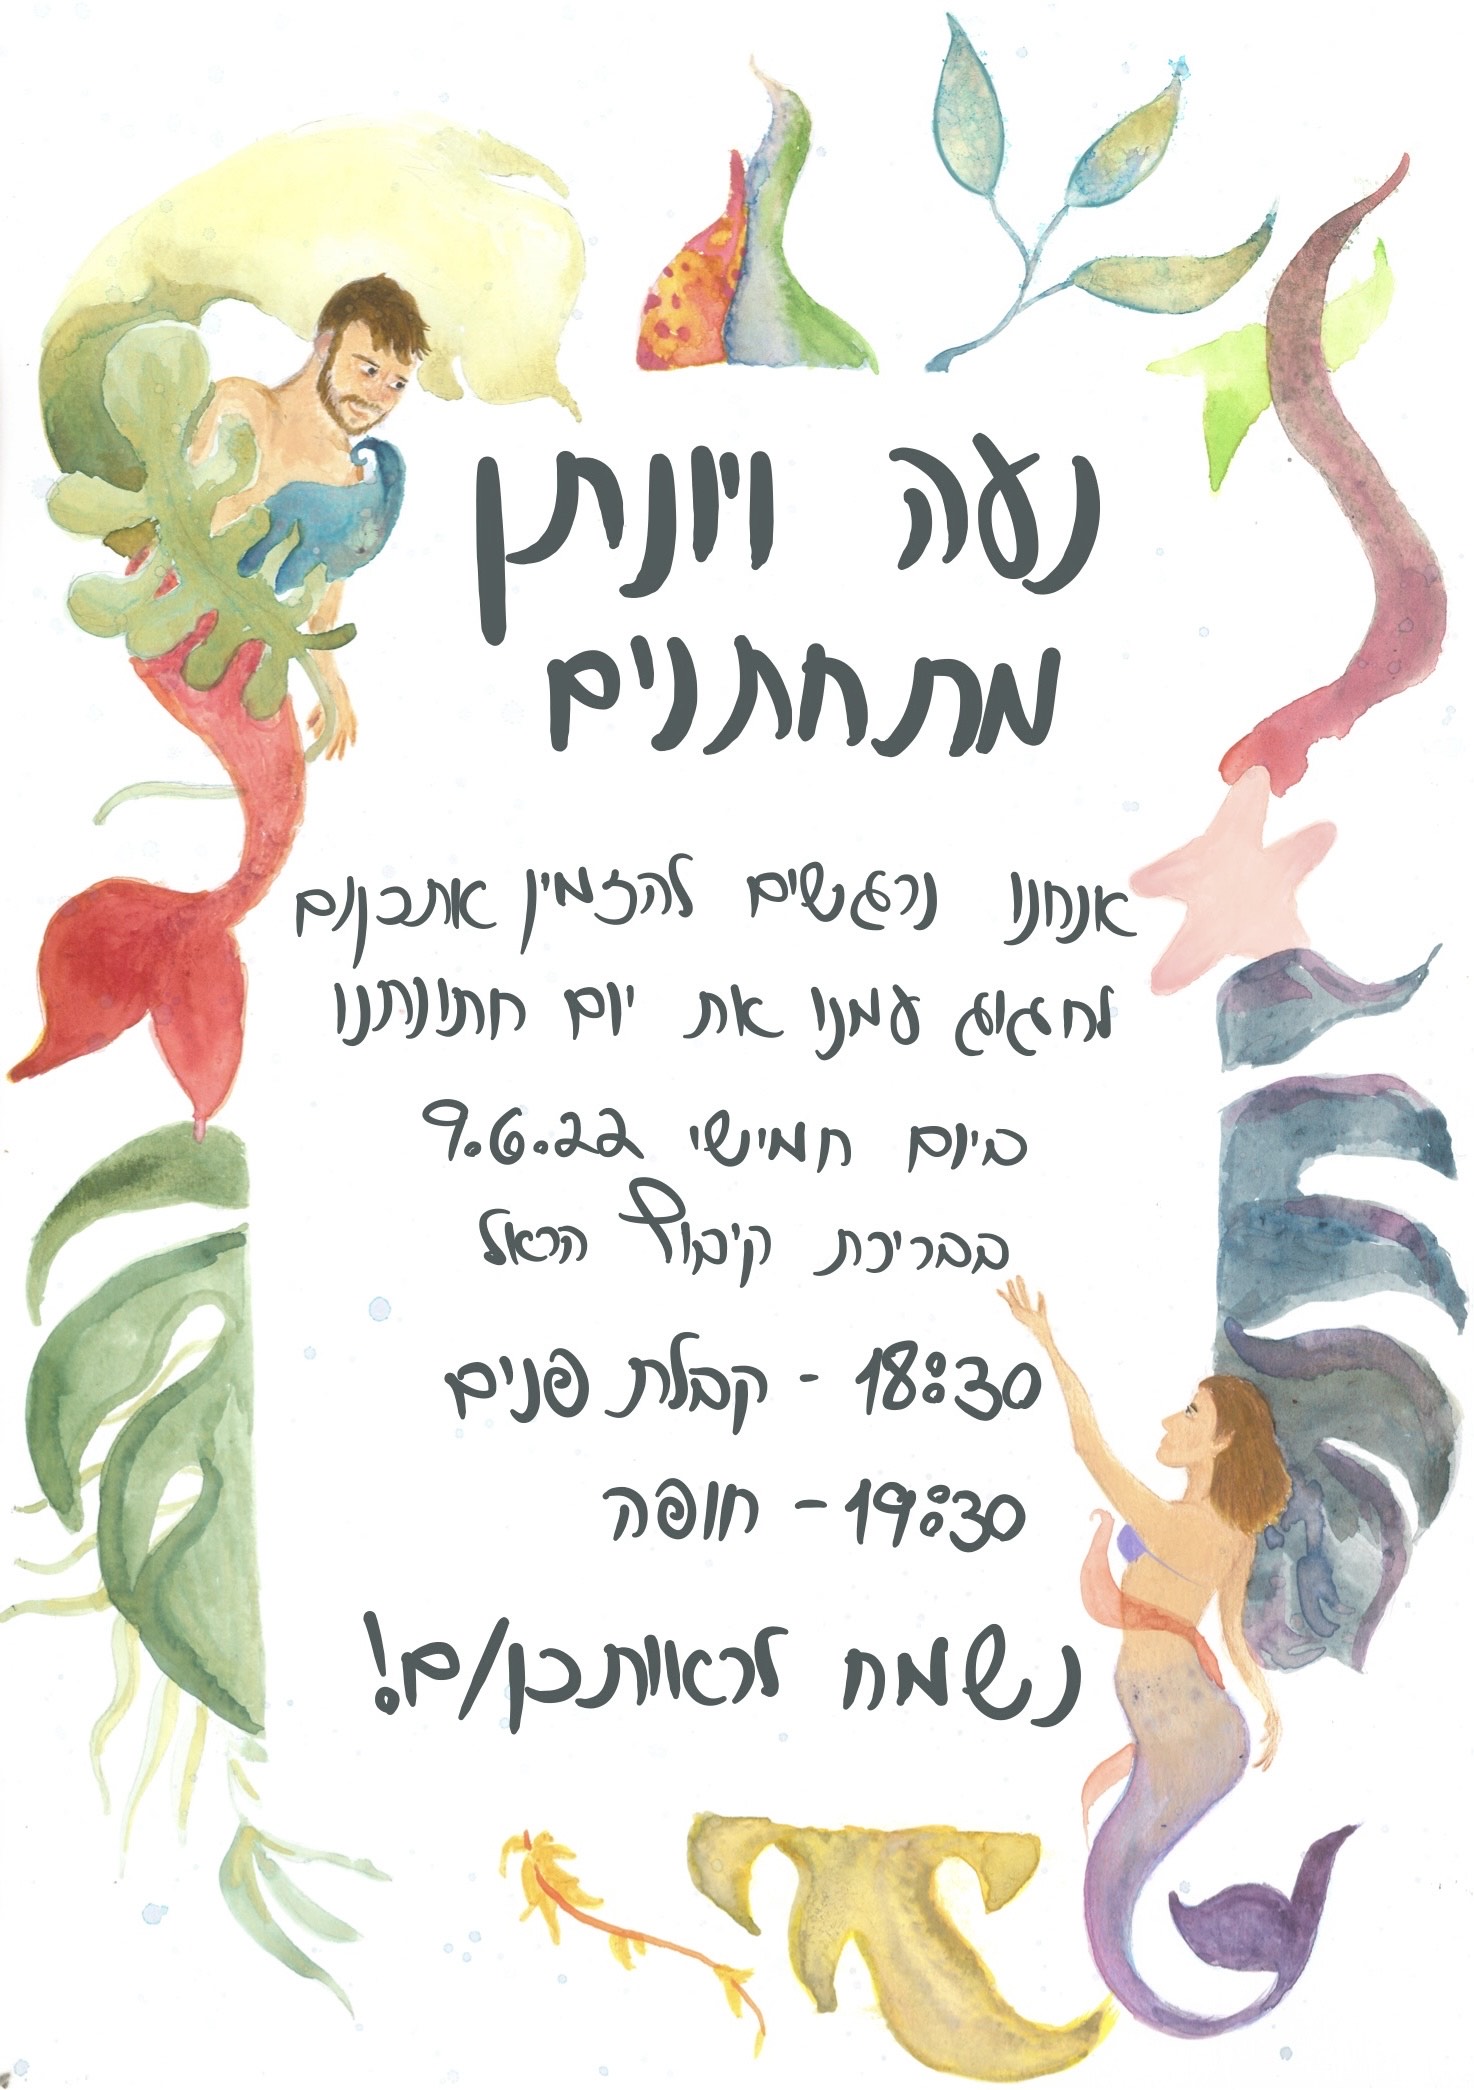 נעה ויונתן
מתחתנים
אנחנו נרגשים להזמין אתכן/ם
לחגוג עמנו את יום חתונתנו
ביום חמישי 9.6.22
בבריכת קיבוץ הראל
18:30 - קבלת פנים
19:30 - חופה
נשמח לראותכן/ם!